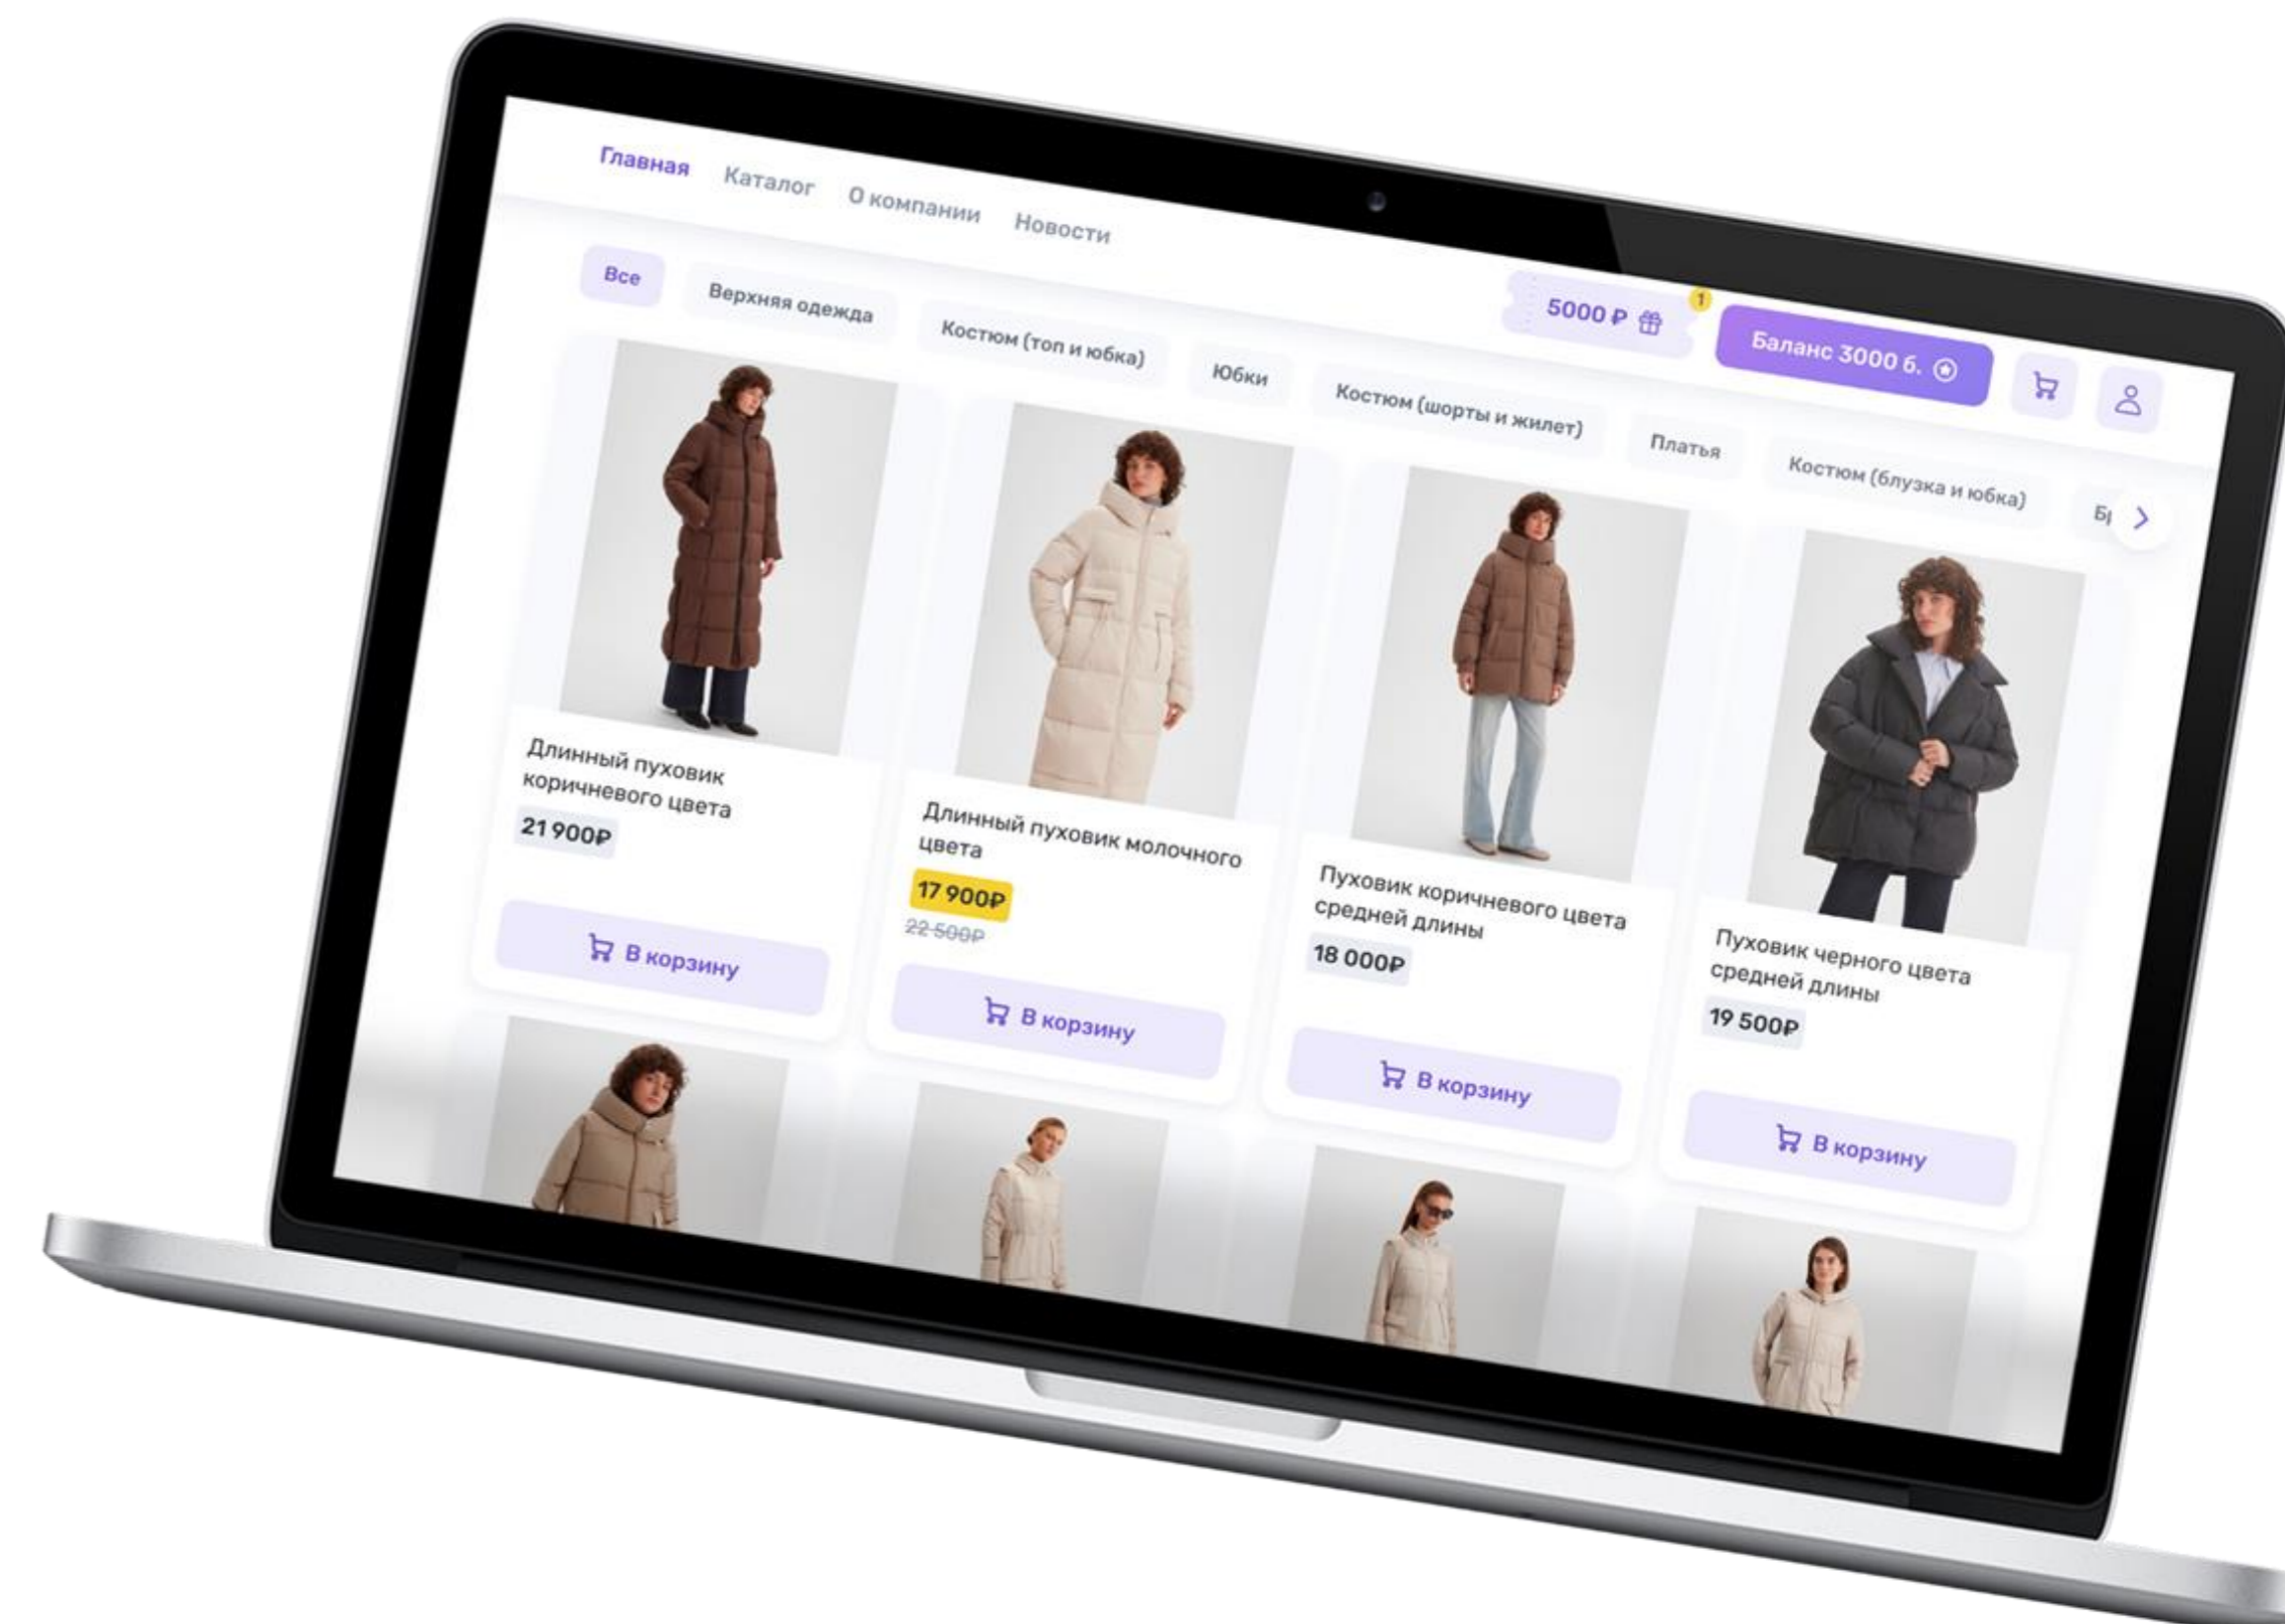 Главная Каталог О компании Новости
5000 ₽ 1 Баланс 3000 б.
Все Верхняя одежда Костюм (топ и юбка) Юбки Костюм (шорты и жилет) Платья Костюм (блузка и юбка)
Длинный пуховик
коричневого цвета
21 900₽
В корзину
Длинный пуховик молочного
цвета
17 900₽
22 500₽
В корзину
Пуховик коричневого цвета
средней длины
18 000₽
В корзину
Пуховик черного цвета
средней длины
19 500₽
В корзину